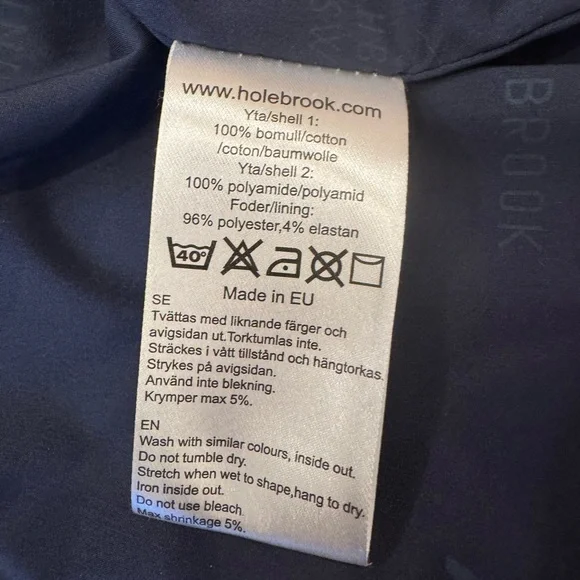 www.holebrook.com
Yta/shell 1:
100% bomull/cotton
/coton/baumwolle
Yta/shell 2:
100% polyamide/polyamid
Foder/lining:
96% polyester,4% elastan
40°
Made in EU
SE
Tvättas med liknande färger och
avigsidan ut.Torktumlas inte.
Sträckes i vått tillstånd och hängtorkas.
Strykes på avigsidan.
Använd inte blekning.
Krymper max 5%.
EN
Wash with similar colours, inside out.
Do not tumble dry.
Stretch when wet to shape,hang to dry.
Iron inside out.
Do not use bleach
Max shrinkage 5%.
BROOK